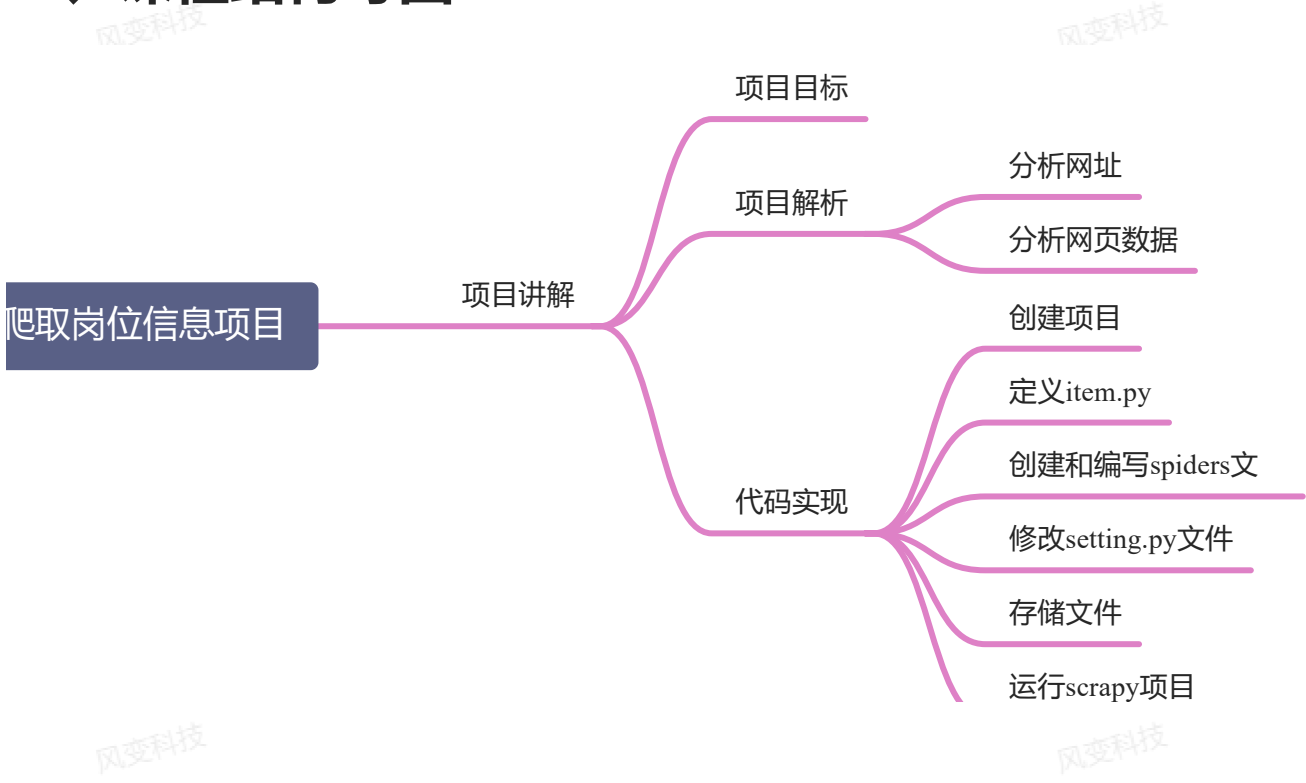 风变科技
风变科技
项目目标
分析网址
项目解析
分析网页数据
项目讲解
爬取岗位信息项目
创建项目
定义item.py
创建和编写spiders文
代码实现
修改setting.py文件
存储文件
运行scrapy项目
风变科技
风变科技